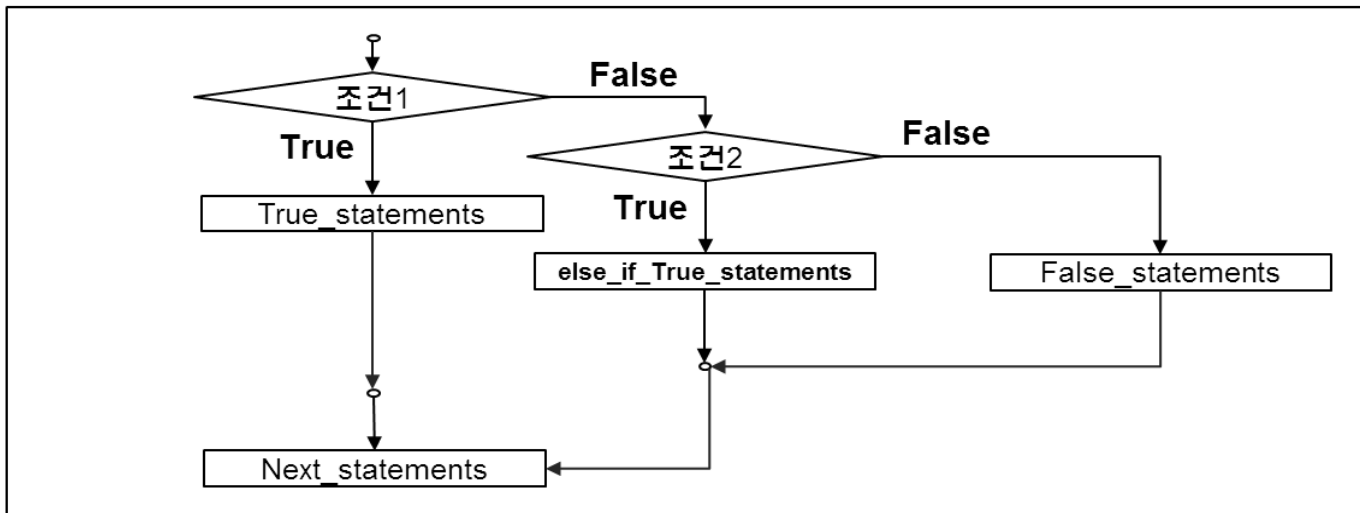 조건1
False
True
조건2
False
True
True_statements
else_if_True_statements
False_statements
Next_statements